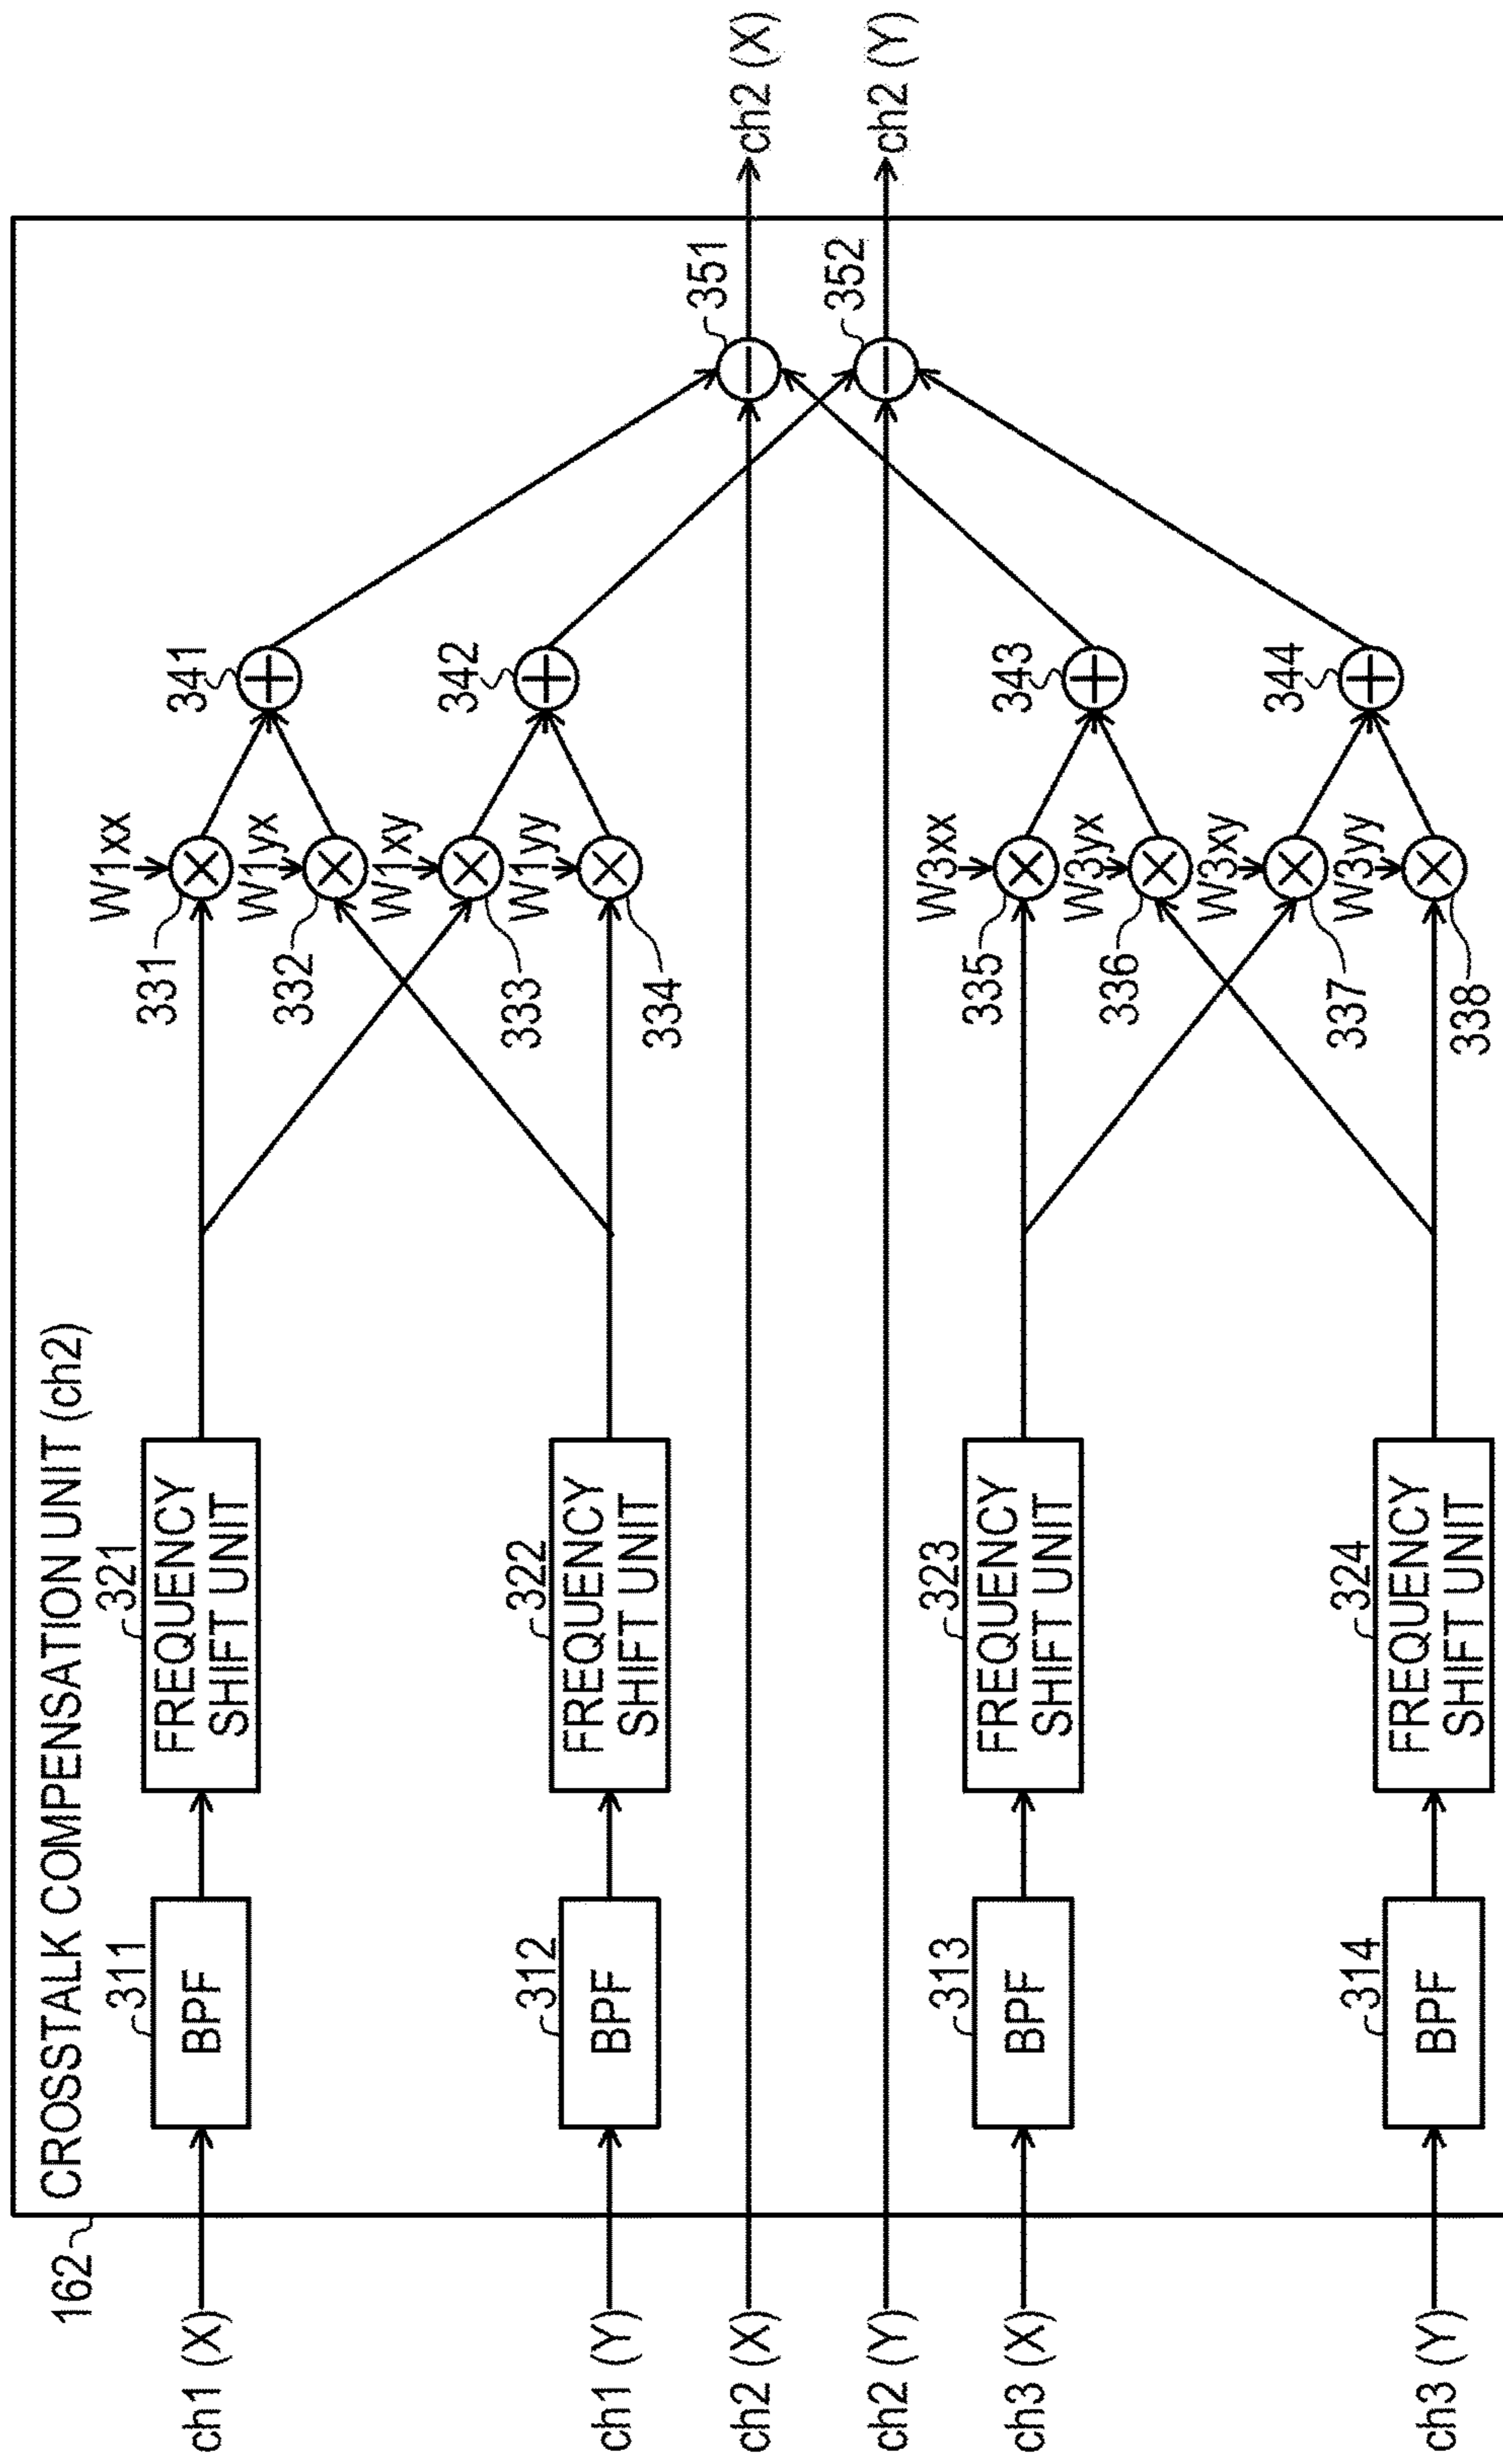 162
CROSSTALK COMPENSATION UNIT (ch2)
ch1 (X)
311
BPF
321
FREQUENCY
SHIFT UNIT
W1xx
331
341
W1yx
332
W1xy
333
342
ch1 (Y)
312
BPF
322
FREQUENCY
SHIFT UNIT
W1yy
334
ch2 (X)
351
ch2 (X)
ch2 (Y)
352
ch2 (Y)
ch3 (X)
313
BPF
323
FREQUENCY
SHIFT UNIT
W3xx
335
343
W3yx
336
W3xy
337
344
ch3 (Y)
314
BPF
324
FREQUENCY
SHIFT UNIT
W3yy
338